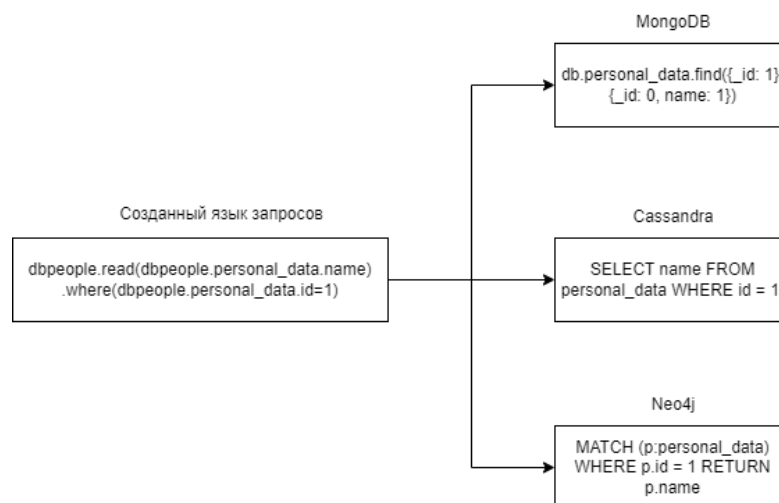 MongoDB
db.personal_data.find({_id: 1}
{_id: 0, name: 1})
Созданный язык запросов
dbpeople.read(dbpeople.personal_data.name)
.where(dbpeople.personal_data.id=1)
Cassandra
SELECT name FROM
personal_data WHERE id = 1
Neo4j
MATCH (p:personal_data)
WHERE p.id = 1 RETURN
p.name